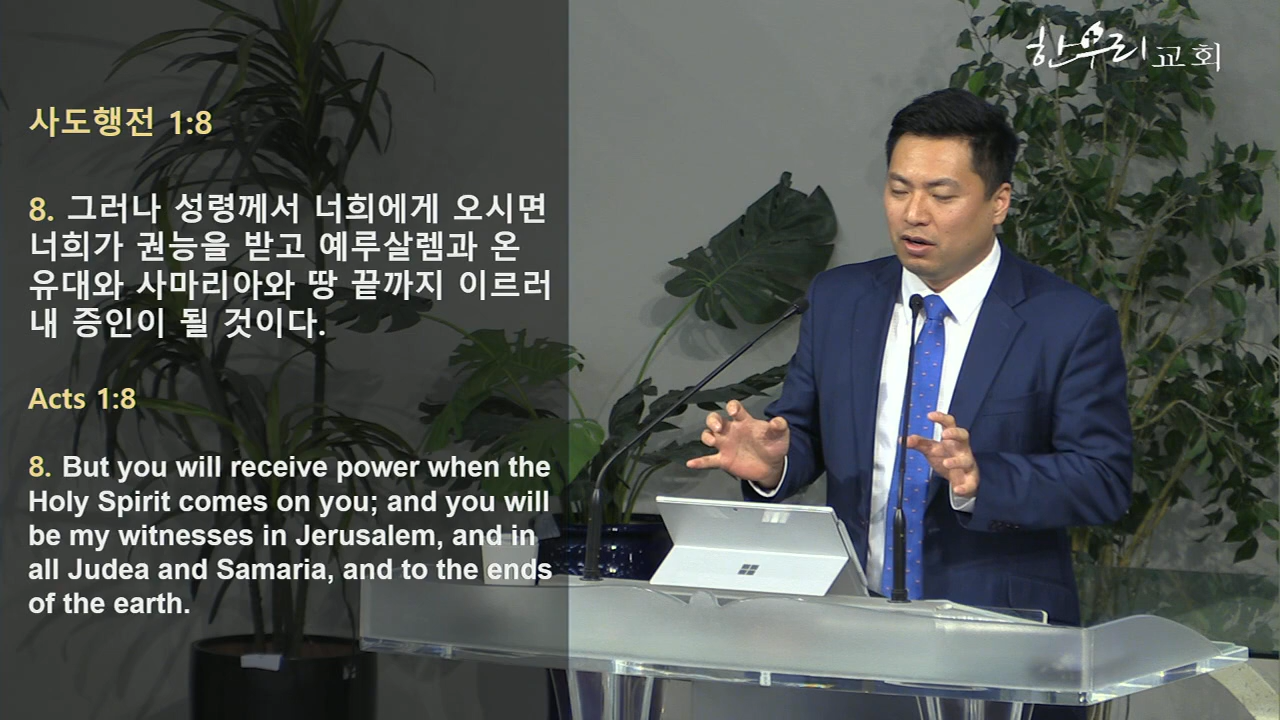 한우리교회
사도행전 1:8
8. 그러나 성령께서 너희에게 오시면
너희가 권능을 받고 예루살렘과 온
유대와 사마리아와 땅 끝까지 이르러
내 증인이 될 것이다.
Acts 1:8
8. But you will receive power when the
Holy Spirit comes on you; and you will
be my witnesses in Jerusalem, and in
all Judea and Samaria, and to the ends
of the earth.